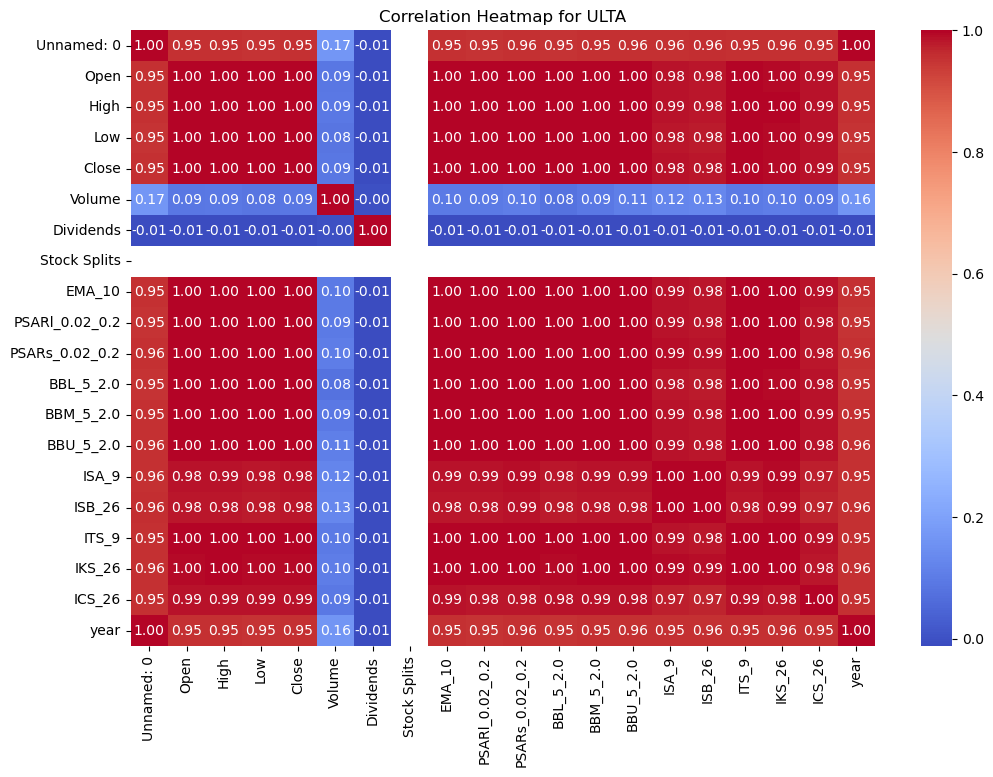 Correlation Heatmap for ULTA
Unnamed: 0 1.00 0.95 0.95 0.95 0.95 0.17 -0.01 0.95 0.95 0.96 0.95 0.95 0.96 0.96 0.96 0.95 0.96 0.95 1.00
Open 0.95 1.00 1.00 1.00 1.00 0.09 -0.01 1.00 1.00 1.00 1.00 1.00 1.00 0.98 0.98 1.00 1.00 0.99 0.95
High 0.95 1.00 1.00 1.00 1.00 0.09 -0.01 1.00 1.00 1.00 1.00 1.00 1.00 0.99 0.98 1.00 1.00 0.99 0.95
Low 0.95 1.00 1.00 1.00 1.00 0.08 -0.01 1.00 1.00 1.00 1.00 1.00 1.00 0.98 0.98 1.00 1.00 0.99 0.95
Close 0.95 1.00 1.00 1.00 1.00 0.09 -0.01 1.00 1.00 1.00 1.00 1.00 1.00 0.98 0.98 1.00 1.00 0.99 0.95
Volume 0.17 0.09 0.09 0.08 0.09 1.00 -0.00 0.10 0.09 0.10 0.08 0.09 0.11 0.12 0.13 0.10 0.10 0.09 0.16
Dividends -0.01 -0.01 -0.01 -0.01 -0.01 -0.00 1.00 -0.01 -0.01 -0.01 -0.01 -0.01 -0.01 -0.01 -0.01 -0.01 -0.01 -0.01 -0.01
Stock Splits
EMA_10 0.95 1.00 1.00 1.00 1.00 0.10 -0.01 1.00 1.00 1.00 1.00 1.00 1.00 0.99 0.98 1.00 1.00 0.99 0.95
PSARl_0.02_0.2 0.95 1.00 1.00 1.00 1.00 0.09 -0.01 1.00 1.00 1.00 1.00 1.00 1.00 0.99 0.98 1.00 1.00 0.98 0.95
PSARs_0.02_0.2 0.96 1.00 1.00 1.00 1.00 0.10 -0.01 1.00 1.00 1.00 1.00 1.00 1.00 0.99 0.99 1.00 1.00 0.98 0.96
BBL_5_2.0 0.95 1.00 1.00 1.00 1.00 0.08 -0.01 1.00 1.00 1.00 1.00 1.00 1.00 0.98 0.98 1.00 1.00 0.98 0.95
BBM_5_2.0 0.95 1.00 1.00 1.00 1.00 0.09 -0.01 1.00 1.00 1.00 1.00 1.00 1.00 0.99 0.98 1.00 1.00 0.99 0.95
BBU_5_2.0 0.96 1.00 1.00 1.00 1.00 0.11 -0.01 1.00 1.00 1.00 1.00 1.00 1.00 0.99 0.98 1.00 1.00 0.98 0.96
ISA_9 0.96 0.98 0.99 0.98 0.98 0.12 -0.01 0.99 0.99 0.99 0.98 0.99 0.99 1.00 1.00 0.99 0.99 0.97 0.95
ISB_26 0.96 0.98 0.98 0.98 0.98 0.13 -0.01 0.98 0.98 0.99 0.98 0.98 0.98 1.00 1.00 0.98 0.99 0.97 0.96
ITS_9 0.95 1.00 1.00 1.00 1.00 0.10 -0.01 1.00 1.00 1.00 1.00 1.00 1.00 0.99 0.98 1.00 1.00 0.99 0.95
IKS_26 0.96 1.00 1.00 1.00 1.00 0.10 -0.01 1.00 1.00 1.00 1.00 1.00 1.00 0.99 0.99 1.00 1.00 0.98 0.96
ICS_26 0.95 0.99 0.99 0.99 0.99 0.09 -0.01 0.99 0.98 0.98 0.98 0.99 0.98 0.97 0.97 0.99 0.98 1.00 0.95
year 1.00 0.95 0.95 0.95 0.95 0.16 -0.01 0.95 0.95 0.96 0.95 0.95 0.96 0.95 0.96 0.95 0.96 0.95 1.00
Unnamed: 0
Open
High
Low
Close
Volume
Dividends
Stock Splits
EMA_10
PSARl_0.02_0.2
PSARs_0.02_0.2
BBL_5_2.0
BBM_5_2.0
BBU_5_2.0
ISA_9
ISB_26
ITS_9
IKS_26
ICS_26
year
1.0
0.8
0.6
0.4
0.2
0.0